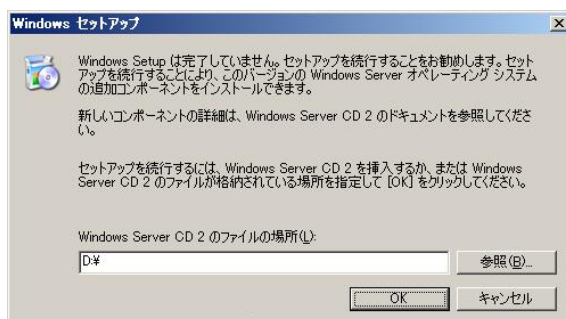 Windows セットアップ
Windows Setup は完了していません。セットアップを続行することをお勧めします。セット
アップを続行することにより、このバージョンの Windows Server オペレーティング システム
の追加コンポーネントをインストールできます。
新しいコンポーネントの詳細は、Windows Server CD 2 のドキュメントを参照してくださ
い。
セットアップを続行するには、Windows Server CD 2 を挿入するか、または Windows
Server CD 2 のファイルが格納されている場所を指定して [OK] をクリックしてください。
Windows Server CD 2 のファイルの場所(L):
D:¥
参照(B)...
OK
キャンセル